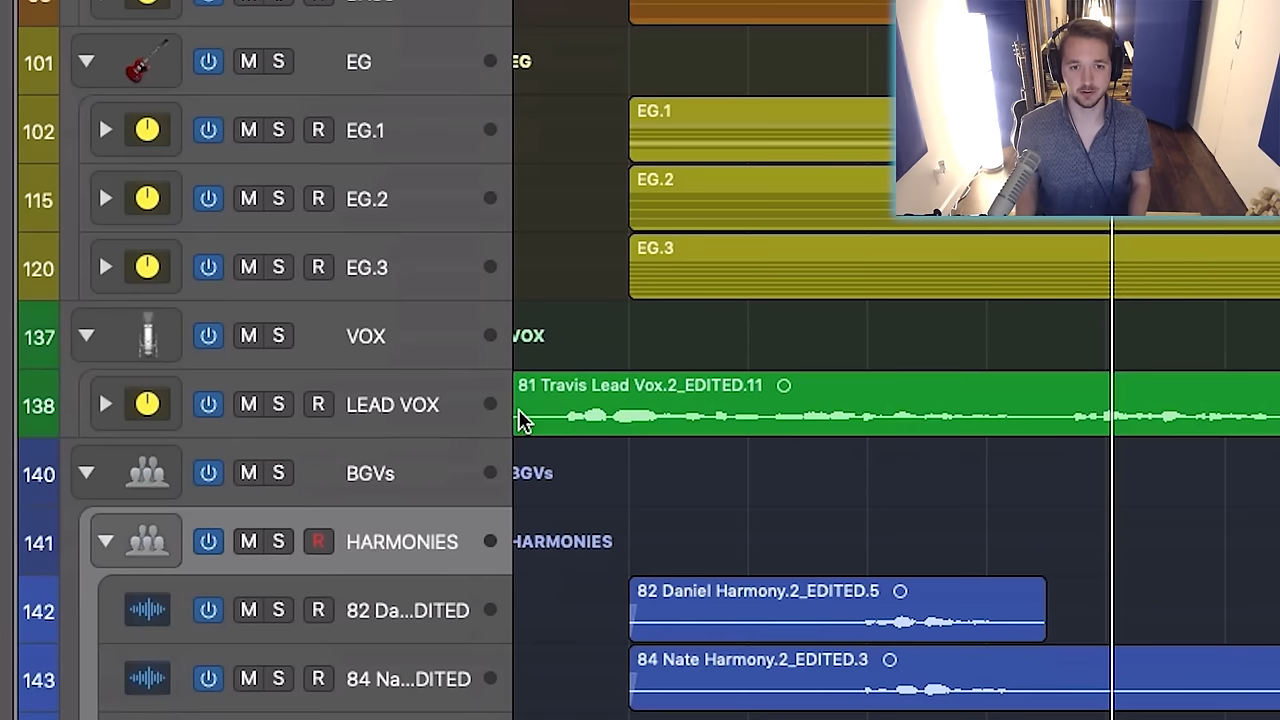 101 M S EG EG
102 M S R EG.1 EG.1
115 M S R EG.2 EG.2
120 M S R EG.3 EG.3
137 M S VOX VOX
138 M S R LEAD VOX 81 Travis Lead Vox.2_EDITED.11
140 M S BGVs BGVs
141 M S R HARMONIES HARMONIES
142 M S R 82 Da...DITED 82 Daniel Harmony.2_EDITED.5
143 M S R 84 Na...DITED 84 Nate Harmony.2_EDITED.3